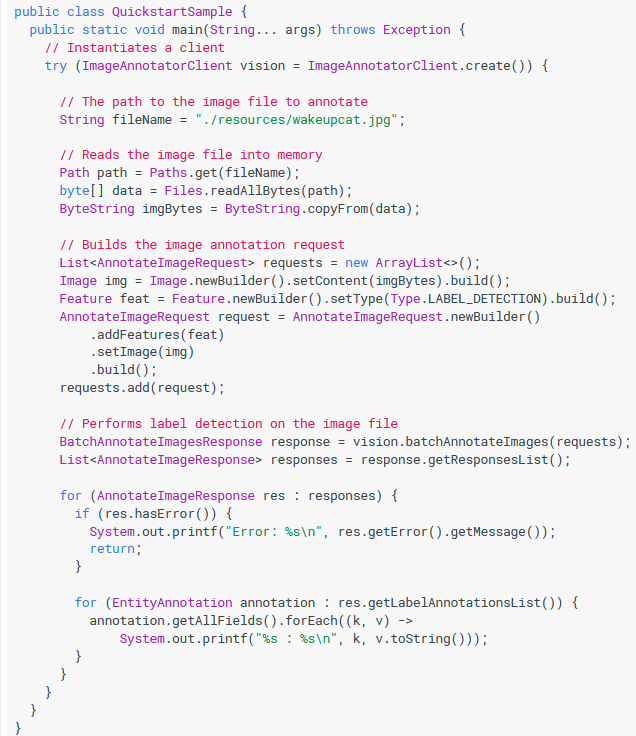 public class QuickstartSample {
  public static void main(String... args) throws Exception {
    // Instantiates a client
    try (ImageAnnotatorClient vision = ImageAnnotatorClient.create()) {

      // The path to the image file to annotate
      String fileName = "./resources/wakeupcat.jpg";

      // Reads the image file into memory
      Path path = Paths.get(fileName);
      byte[] data = Files.readAllBytes(path);
      ByteString imgBytes = ByteString.copyFrom(data);

      // Builds the image annotation request
      List<AnnotateImageRequest> requests = new ArrayList<>();
      Image img = Image.newBuilder().setContent(imgBytes).build();
      Feature feat = Feature.newBuilder().setType(Type.LABEL_DETECTION).build();
      AnnotateImageRequest request = AnnotateImageRequest.newBuilder()
          .addFeatures(feat)
          .setImage(img)
          .build();
      requests.add(request);

      // Performs label detection on the image file
      BatchAnnotateImagesResponse response = vision.batchAnnotateImages(requests);
      List<AnnotateImageResponse> responses = response.getResponsesList();

      for (AnnotateImageResponse res : responses) {
        if (res.hasError()) {
          System.out.printf("Error: %s\n", res.getError().getMessage());
          return;
        }

        for (EntityAnnotation annotation : res.getLabelAnnotationsList()) {
          annotation.getAllFields().forEach((k, v) ->
              System.out.printf("%s : %s\n", k, v.toString()));
        }
      }
    }
  }
}